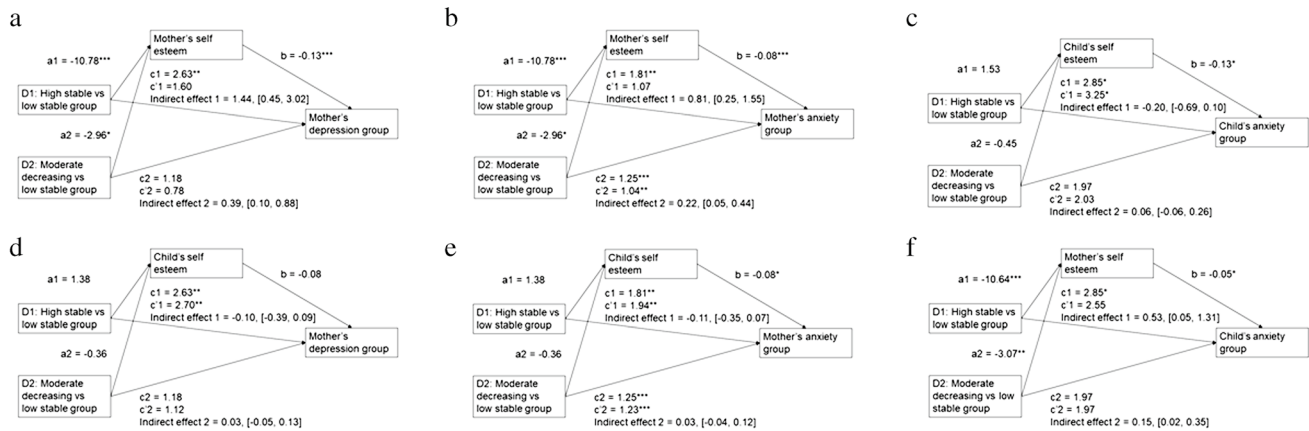 a
Mother's self
esteem
a1 = -10.78***
b = -0.13***
c1 = 2.63**
c'1 =1.60
Indirect effect 1 = 1.44, [0.45, 3.02]
D1: High stable vs
low stable group
a2 = -2.96*
Mother's
depression group
D2: Moderate
decreasing vs
low stable group
c2 = 1.18
c'2 = 0.78
Indirect effect 2 = 0.39, [0.10, 0.88]
b
Mother's self
esteem
a1 = -10.78***
b = -0.08***
c1 = 1.81**
c'1 = 1.07
Indirect effect 1 = 0.81, [0.25, 1.55]
D1: High stable vs
low stable group
a2 = -2.96*
Mother's anxiety
group
D2: Moderate
decreasing vs
low stable group
c2 = 1.25***
c'2 = 1.04**
Indirect effect 2 = 0.22, [0.05, 0.44]
c
Child's self
esteem
a1 = 1.53
b = -0.13*
c1 = 2.85*
c'1 = 3.25*
Indirect effect 1 = -0.20, [-0.69, 0.10]
D1: High stable vs
low stable group
a2 = -0.45
Child's anxiety
group
D2: Moderate
decreasing vs
low stable group
c2 = 1.97
c'2 = 2.03
Indirect effect 2 = 0.06, [-0.06, 0.26]
d
Child's self
esteem
a1 = 1.38
b = -0.08
c1 = 2.63**
c'1 = 2.70**
Indirect effect 1 = -0.10, [-0.39, 0.09]
D1: High stable vs
low stable group
a2 = -0.36
Mother's
depression group
D2: Moderate
decreasing vs
low stable group
c2 = 1.18
c'2 = 1.12
Indirect effect 2 = 0.03, [-0.05, 0.13]
e
Child's self
esteem
a1 = 1.38
b = -0.08*
c1 = 1.81**
c'1 = 1.94**
Indirect effect 1 = -0.11, [-0.35, 0.07]
D1: High stable vs
low stable group
a2 = -0.36
Mother's anxiety
group
D2: Moderate
decreasing vs
low stable group
c2 = 1.25***
c'2 = 1.23***
Indirect effect 2 = 0.03, [-0.04, 0.12]
f
Mother's self
esteem
a1 = -10.64***
b = -0.05*
c1 = 2.85*
c'1 = 2.55
Indirect effect 1 = 0.53, [0.05, 1.31]
D1: High stable vs
low stable group
a2 = -3.07**
Child's anxiety
group
D2: Moderate
decreasing vs low
stable group
c2 = 1.97
c'2 = 1.97
Indirect effect 2 = 0.15, [0.02, 0.35]